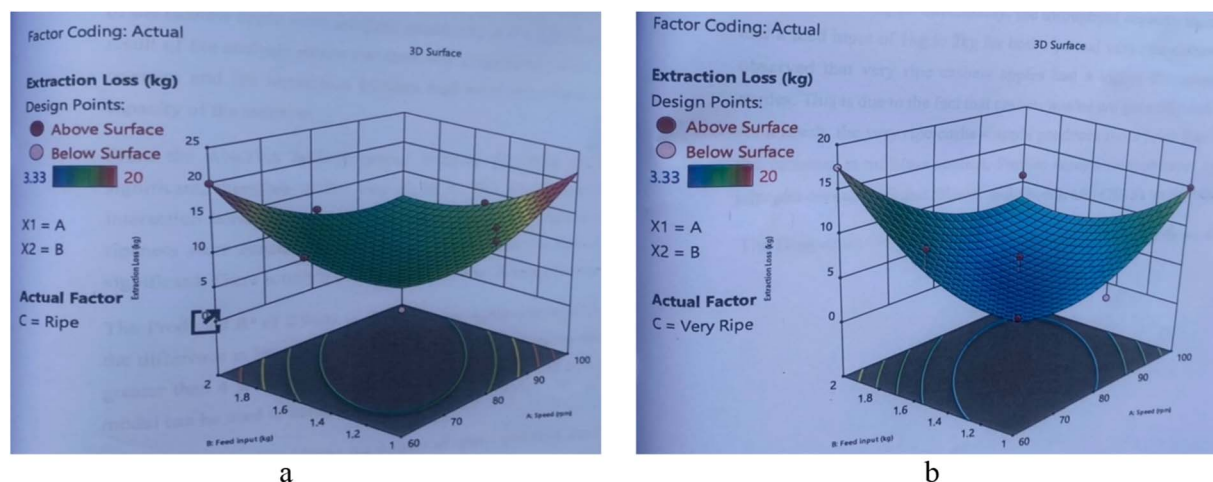 Factor Coding: Actual
3D Surface
Extraction Loss (kg)
Design Points:
Above Surface
Below Surface
3.33 20
X1 = A
X2 = B
Actual Factor
C = Ripe
Extraction Loss (kg)
25
20
15
10
5
0
2
1.8
1.6
1.4
1.2
1
B: Feed input (kg)
60
70
80
90
100
A: Speed (rpm)
a
Factor Coding: Actual
3D Surface
Extraction Loss (kg)
Design Points:
Above Surface
Below Surface
3.33 20
X1 = A
X2 = B
Actual Factor
C = Very Ripe
Extraction Loss (kg)
20
15
10
5
0
2
1.8
1.6
1.4
1.2
1
B: Feed input (kg)
60
70
80
90
100
A: Speed (rpm)
b